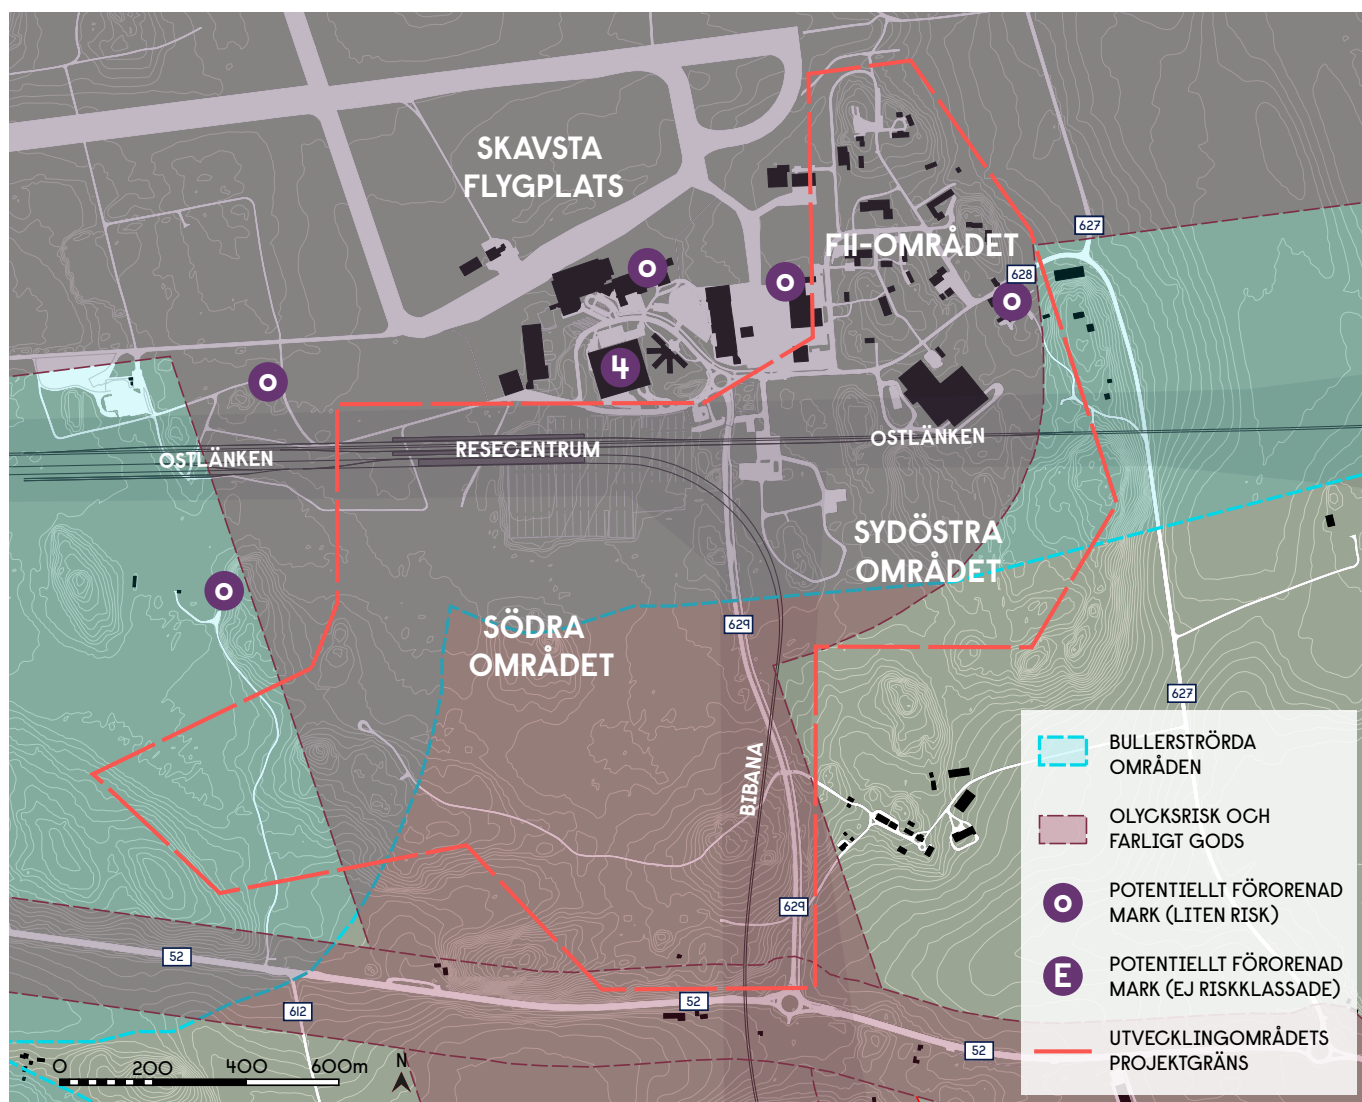 SKAVSTA
FLYGPLATS
F11-OMRÅDET
627
628
O
O
O
4
O
RESECENTRUM
OSTLÄNKEN
OSTLÄNKEN
SYDÖSTRA
OMRÅDET
O
SÖDRA
OMRÅDET
629
627
BIBANA
629
52
52
612
52
0 200 400 600m
N
BULLERSTRÖRDA
OMRÅDEN
OLYCKSRISK OCH
FARLIGT GODS
O
POTENTIELLT FÖRORENAD
MARK (LITEN RISK)
E
POTENTIELLT FÖRORENAD
MARK (EJ RISKKLASSADE)
UTVECKLINGOMRÅDETS
PROJEKTGRÄNS